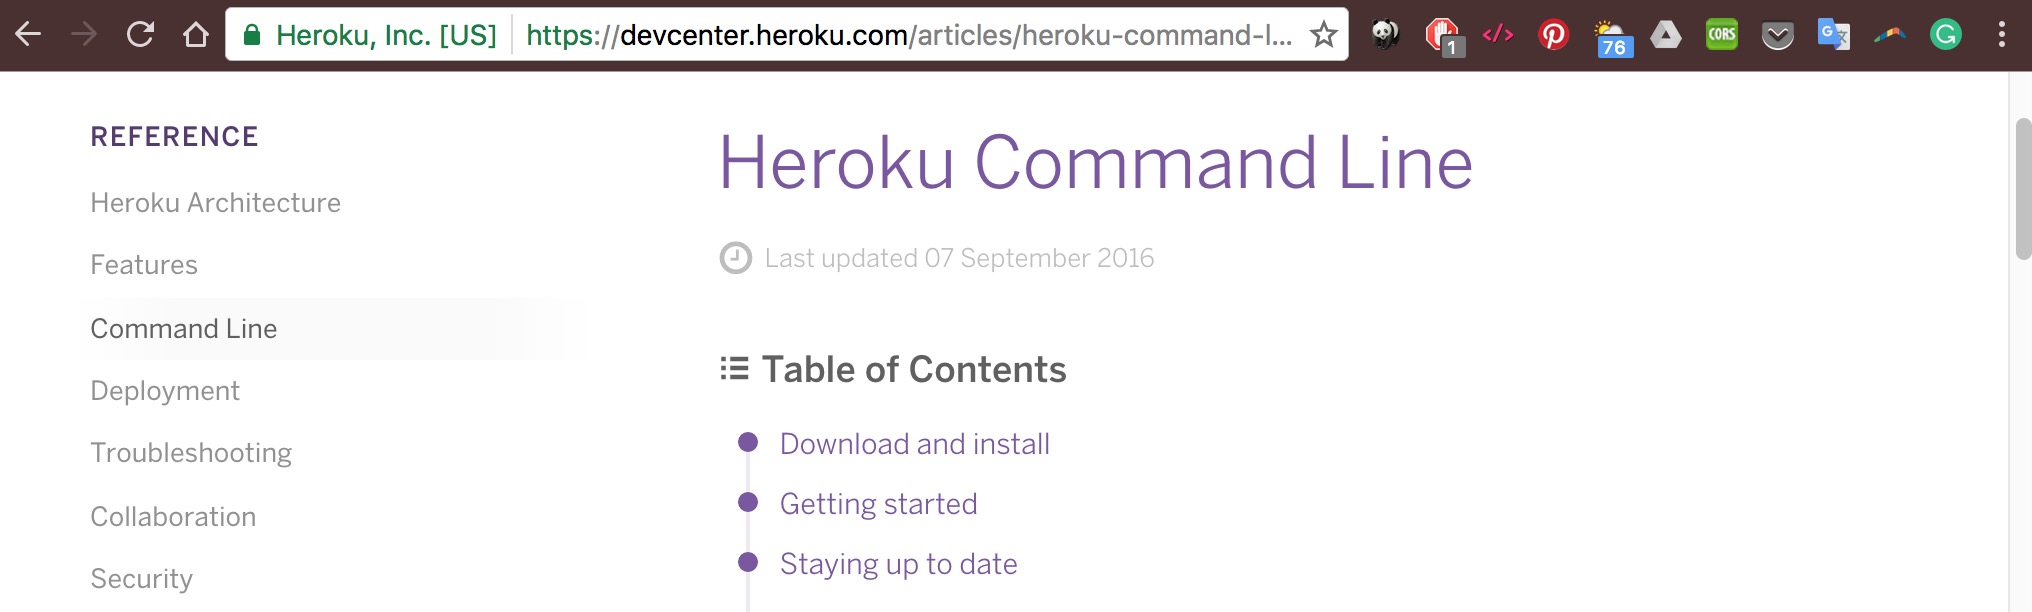 Heroku, Inc. [US] https://devcenter.heroku.com/articles/heroku-command-l... 1 </> 76 CORS G 文 G
REFERENCE
Heroku Architecture
Features
Command Line
Deployment
Troubleshooting
Collaboration
Security
Heroku Command Line
Last updated 07 September 2016
Table of Contents
Download and install
Getting started
Staying up to date